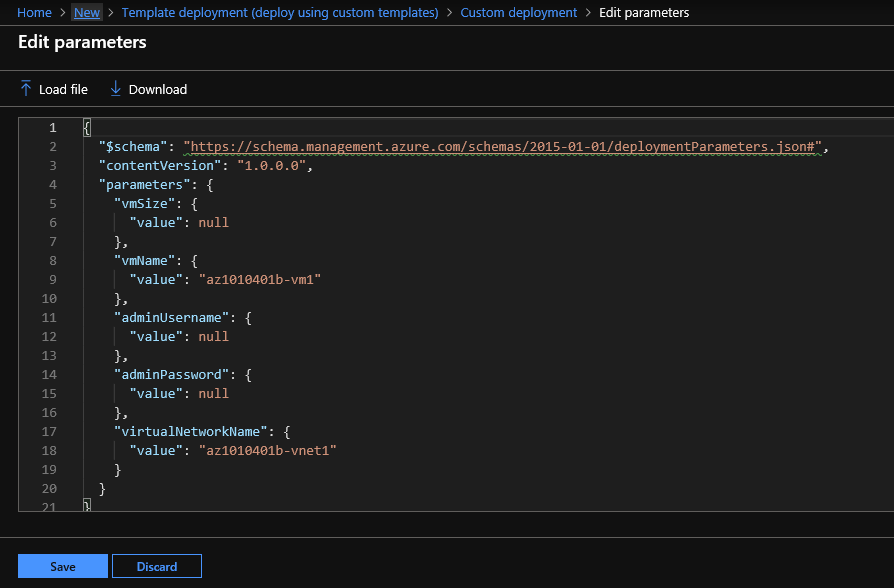 Home > New > Template deployment (deploy using custom templates) > Custom deployment > Edit parameters
Edit parameters
Load file Download
1 {
2 "$schema": "https://schema.management.azure.com/schemas/2015-01-01/deploymentParameters.json#",
3 "contentVersion": "1.0.0.0",
4 "parameters": {
5 "vmSize": {
6 "value": null
7 },
8 "vmName": {
9 "value": "az1010401b-vm1"
10 },
11 "adminUsername": {
12 "value": null
13 },
14 "adminPassword": {
15 "value": null
16 },
17 "virtualNetworkName": {
18 "value": "az1010401b-vnet1"
19 }
20 }
21 }
Save Discard